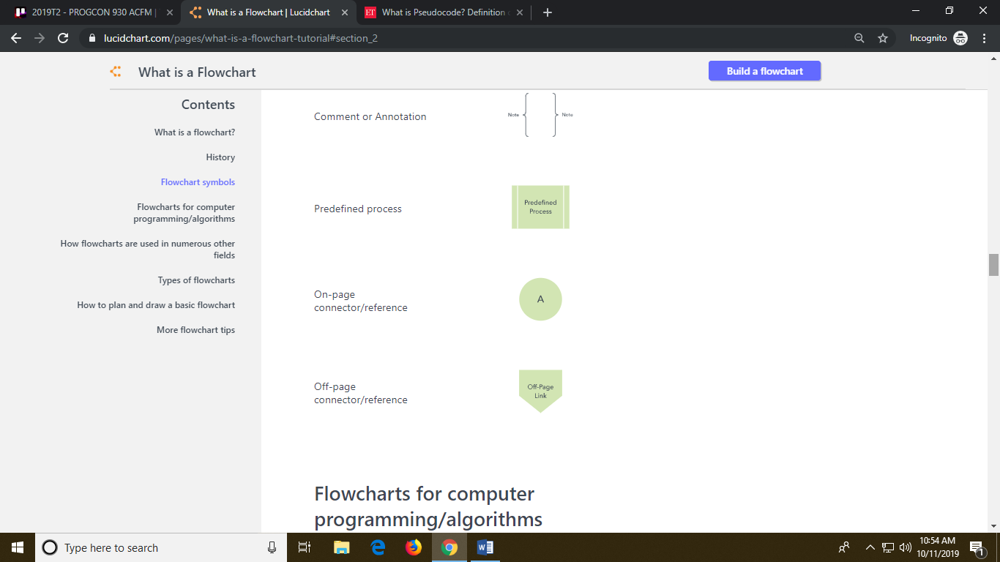 2019T2 - PROGCON 930 ACFM |
What is a Flowchart | Lucidchart
ET
What is Pseudocode? Definition
lucidchart.com/pages/what-is-a-flowchart-tutorial#section_2
Incognito
What is a Flowchart
Build a flowchart
Contents
What is a flowchart?
History
Flowchart symbols
Flowcharts for computer
programming/algorithms
How flowcharts are used in numerous other
fields
Types of flowcharts
How to plan and draw a basic flowchart
More flowchart tips
Comment or Annotation
Note
Note
Predefined process
Predefined
Process
On-page
connector/reference
A
Off-page
connector/reference
Off-Page
Link
Flowcharts for computer
programming/algorithms
Type here to search
10:54 AM
10/11/2019
1